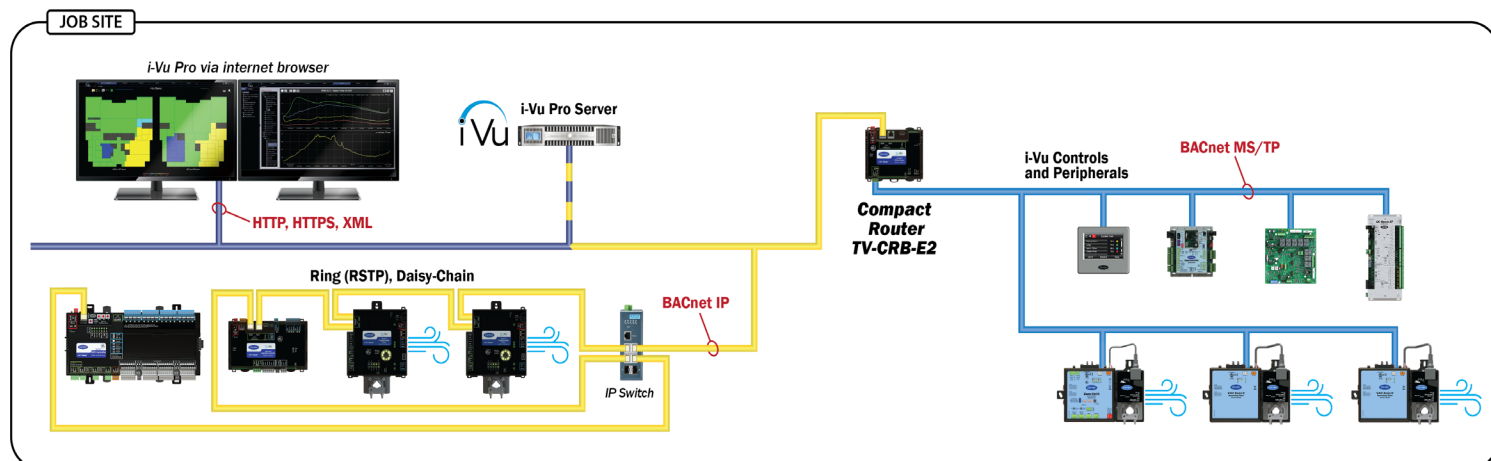 JOB SITE
i-Vu Pro via internet browser
i Vu
i-Vu Pro Server
HTTP, HTTPS, XML
Compact
Router
TV-CRB-E2
i-Vu Controls
and Peripherals
BACnet MS/TP
Ring (RSTP), Daisy-Chain
BACnet IP
IP Switch